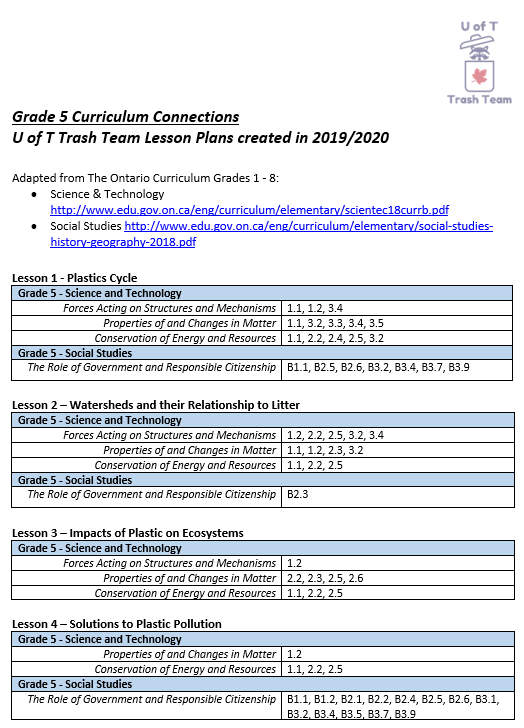 U of T
Trash Team
Grade 5 Curriculum Connections
U of T Trash Team Lesson Plans created in 2019/2020
Adapted from The Ontario Curriculum Grades 1 - 8:
• Science & Technology
http://www.edu.gov.on.ca/eng/curriculum/elementary/scientec18currb.pdf
• Social Studies http://www.edu.gov.on.ca/eng/curriculum/elementary/social-studies-
history-geography-2018.pdf
Lesson 1 - Plastics Cycle
Grade 5 - Science and Technology
Forces Acting on Structures and Mechanisms 1.1, 1.2, 3.4
Properties of and Changes in Matter 1.1, 3.2, 3.3, 3.4, 3.5
Conservation of Energy and Resources 1.1, 2.2, 2.4, 2.5, 3.2
Grade 5 - Social Studies
The Role of Government and Responsible Citizenship B1.1, B2.5, B2.6, B3.2, B3.4, B3.7, B3.9
Lesson 2 – Watersheds and their Relationship to Litter
Grade 5 - Science and Technology
Forces Acting on Structures and Mechanisms 1.2, 2.2, 2.5, 3.2, 3.4
Properties of and Changes in Matter 1.1, 1.2, 2.3, 3.2
Conservation of Energy and Resources 1.1, 2.2, 2.5
Grade 5 - Social Studies
The Role of Government and Responsible Citizenship B2.3
Lesson 3 – Impacts of Plastic on Ecosystems
Grade 5 - Science and Technology
Forces Acting on Structures and Mechanisms 1.2
Properties of and Changes in Matter 2.2, 2.3, 2.5, 2.6
Conservation of Energy and Resources 1.1, 2.2, 2.5
Lesson 4 – Solutions to Plastic Pollution
Grade 5 - Science and Technology
Properties of and Changes in Matter 1.2
Conservation of Energy and Resources 1.1, 2.2, 2.5
Grade 5 - Social Studies
The Role of Government and Responsible Citizenship B1.1, B1.2, B2.1, B2.2, B2.4, B2.5, B2.6, B3.1,
B3.2, B3.4, B3.5, B3.7, B3.9